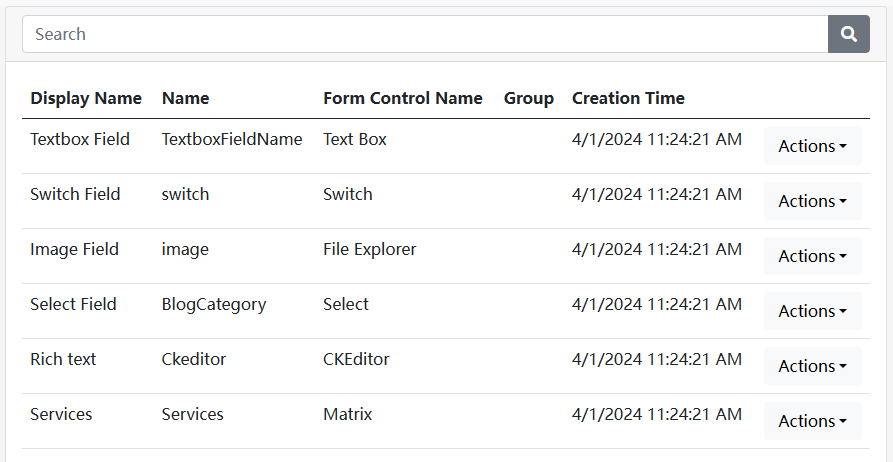 Search
Display Name Name Form Control Name Group Creation Time
Textbox Field TextboxFieldName Text Box 4/1/2024 11:24:21 AM Actions
Switch Field switch Switch 4/1/2024 11:24:21 AM Actions
Image Field image File Explorer 4/1/2024 11:24:21 AM Actions
Select Field BlogCategory Select 4/1/2024 11:24:21 AM Actions
Rich text Ckeditor CKEditor 4/1/2024 11:24:21 AM Actions
Services Services Matrix 4/1/2024 11:24:21 AM Actions